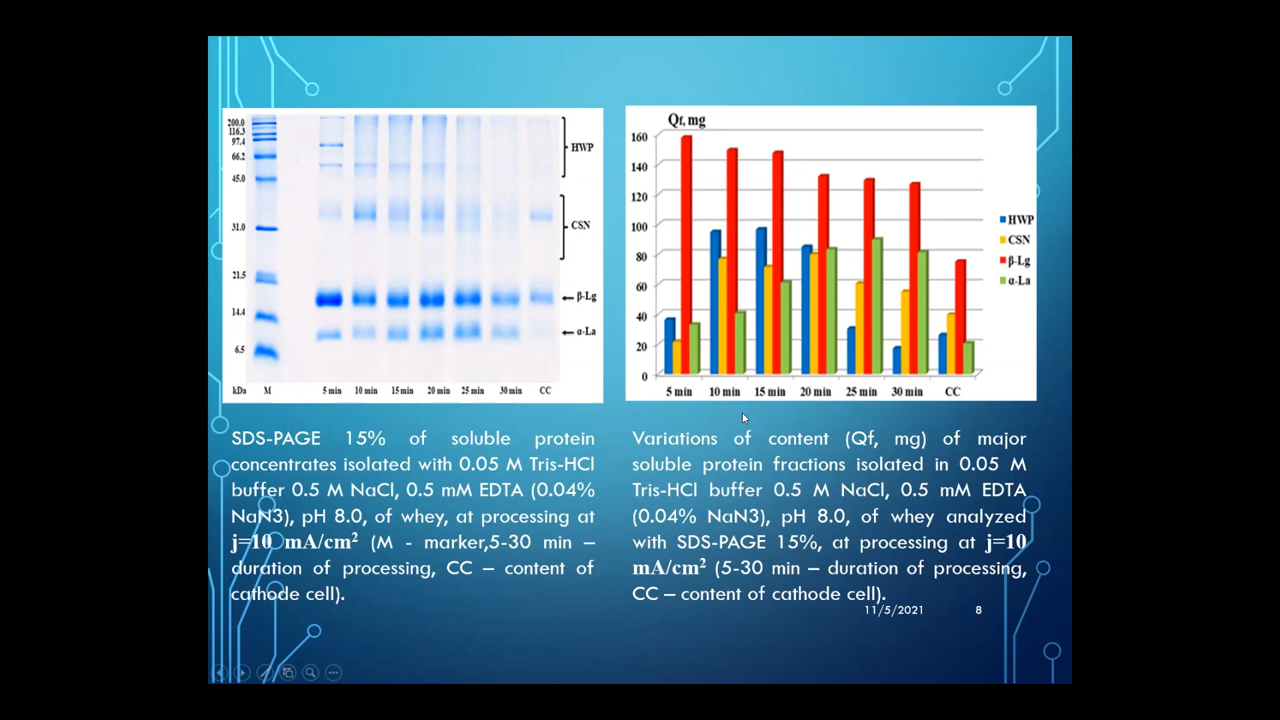 200.0
116.3
97.4
66.2
45.0
31.0
21.5
14.4
6.5
HWP
CSN
β-Lg
α-La
kDa M 5 min 10 min 15 min 20 min 25 min 30 min CC
Qf, mg
160
140
120
100
80
60
40
20
0
HWP
CSN
β-Lg
α-La
5 min 10 min 15 min 20 min 25 min 30 min CC
SDS-PAGE 15% of soluble protein
concentrates isolated with 0.05 M Tris-HCl
buffer 0.5 M NaCl, 0.5 mM EDTA (0.04%
NaN3), pH 8.0, of whey, at processing at
j=10 mA/cm² (M - marker,5-30 min –
duration of processing, CC – content of
cathode cell).
Variations of content (Qf, mg) of major
soluble protein fractions isolated in 0.05 M
Tris-HCl buffer 0.5 M NaCl, 0.5 mM EDTA
(0.04% NaN3), pH 8.0, of whey analyzed
with SDS-PAGE 15%, at processing at j=10
mA/cm² (5-30 min – duration of processing,
CC – content of cathode cell).
11/5/2021 8